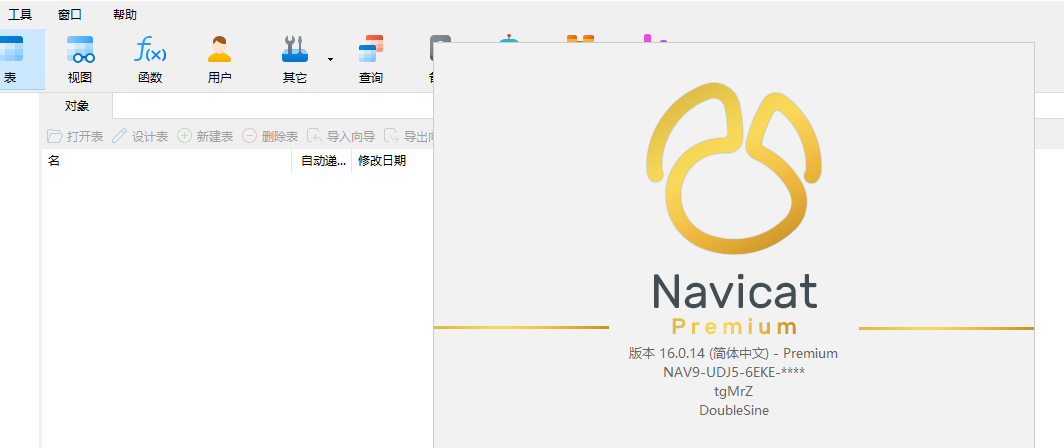 工具 窗口 帮助
表 视图 函数 用户 其它 查询
对象
打开表 设计表 新建表 删除表 导入向导 导出
名 自动递... 修改日期
Navicat
Premium
版本 16.0.14 (简体中文) - Premium
NAV9-UDJ5-6EKE-****
tgMrZ
DoubleSine